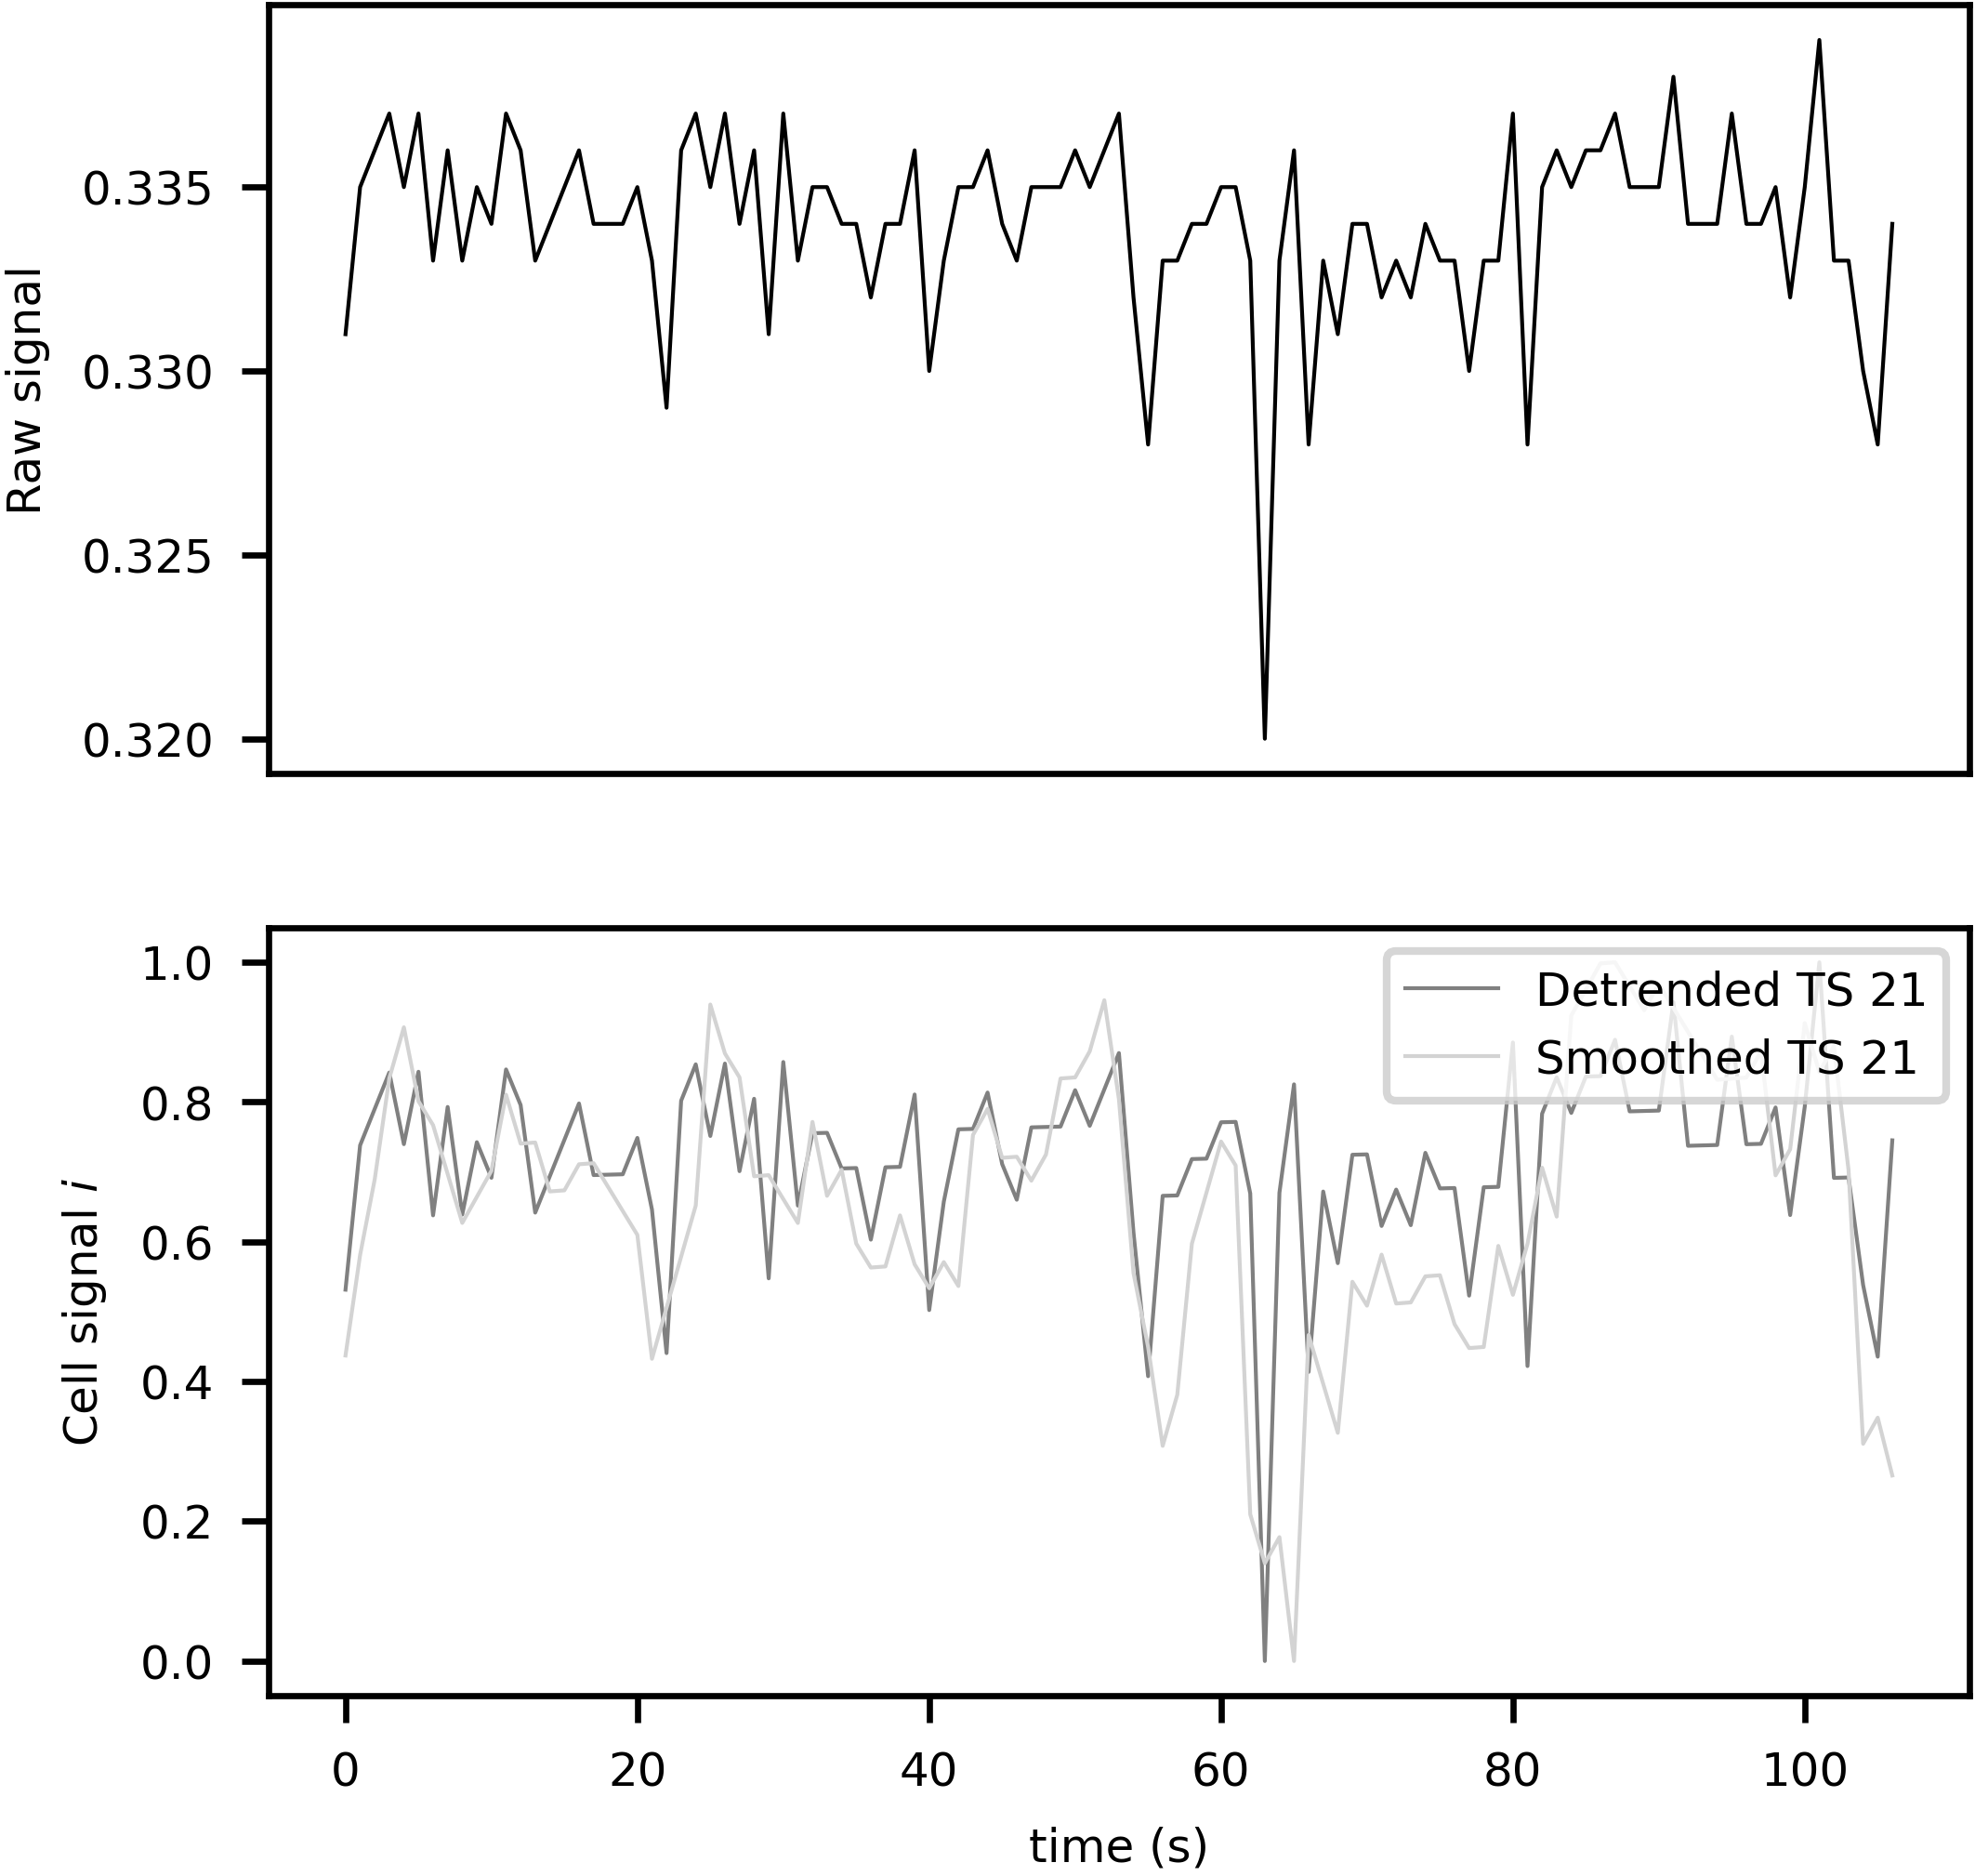 Raw signal
0.335
0.330
0.325
0.320
Cell signal i
1.0
0.8
0.6
0.4
0.2
0.0
Detrended TS 21
Smoothed TS 21
0 20 40 60 80 100
time (s)